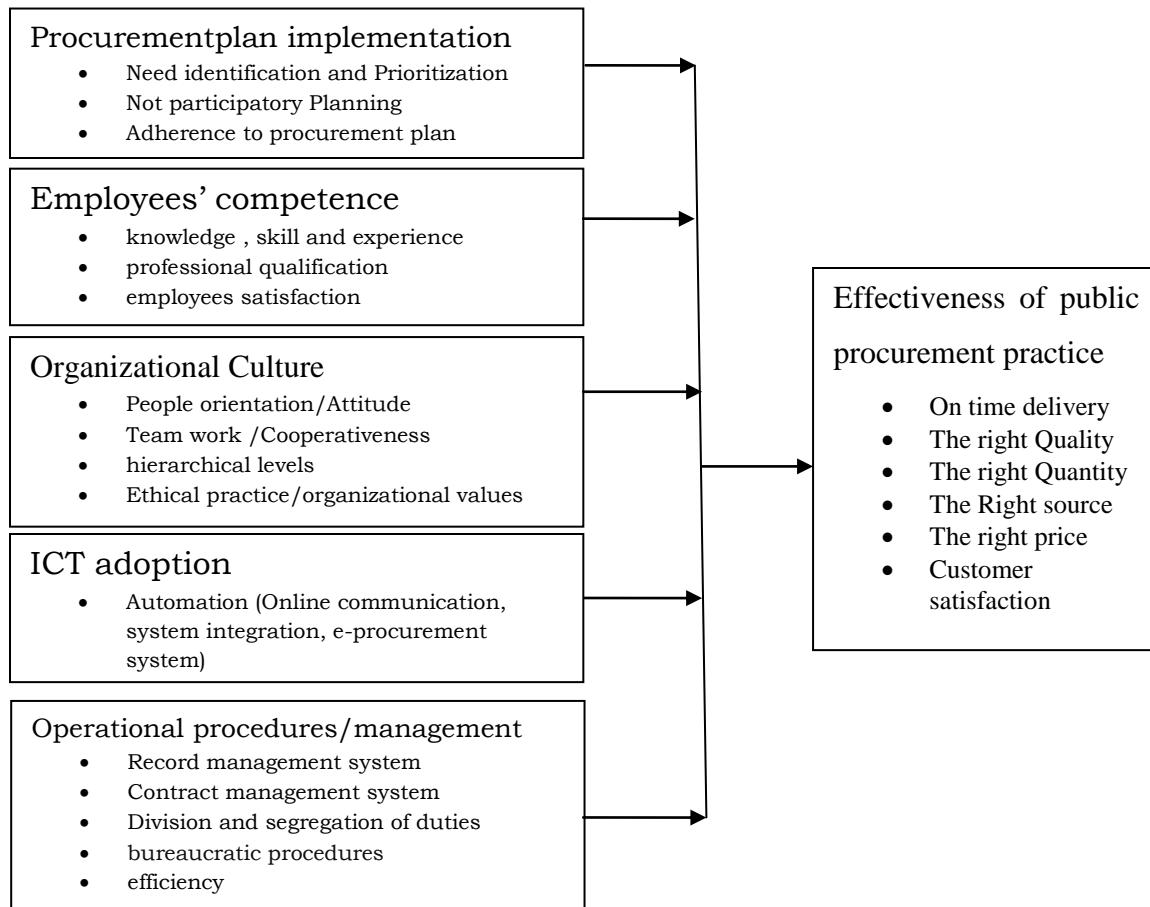 Procurementplan implementation
• Need identification and Prioritization
• Not participatory Planning
• Adherence to procurement plan
Employees’ competence
• knowledge , skill and experience
• professional qualification
• employees satisfaction
Organizational Culture
• People orientation/Attitude
• Team work /Cooperativeness
• hierarchical levels
• Ethical practice/organizational values
ICT adoption
• Automation (Online communication,
system integration, e-procurement
system)
Operational procedures/management
• Record management system
• Contract management system
• Division and segregation of duties
• bureaucratic procedures
• efficiency
Effectiveness of public
procurement practice
• On time delivery
• The right Quality
• The right Quantity
• The Right source
• The right price
• Customer
satisfaction